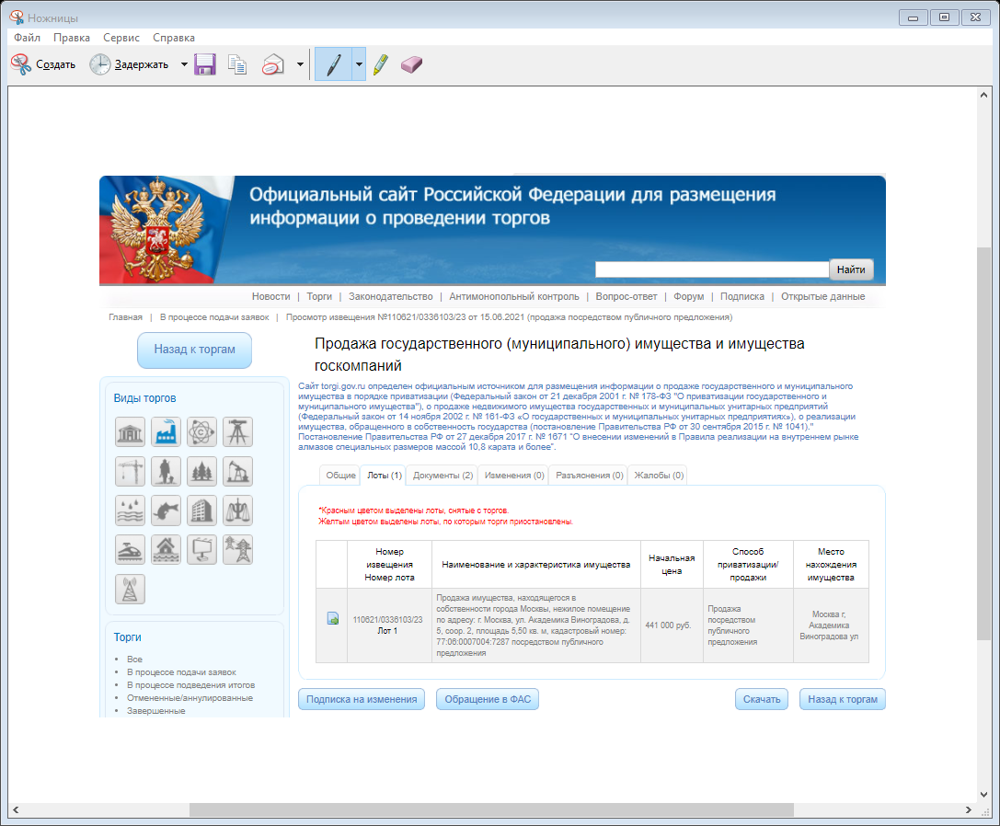 Ножницы
Файл Правка Сервис Справка
Создать Задержать
Официальный сайт Российской Федерации для размещения
информации о проведении торгов
Найти
Новости | Торги | Законодательство | Антимонопольный контроль | Вопрос-ответ | Форум | Подписка | Открытые данные
Главная | В процессе подачи заявок | Просмотр извещения №110621/0336103/23 от 15.06.2021 (продажа посредством публичного предложения)
Назад к торгам
Виды торгов
Торги
• Все
• В процессе подачи заявок
• В процессе подведения итогов
• Отмененные/аннулированные
• Завершенные
Продажа государственного (муниципального) имущества и имущества
госкомпаний
Сайт torgi.gov.ru определен официальным источником для размещения информации о продаже государственного и муниципального
имущества в порядке приватизации (Федеральный закон от 21 декабря 2001 г. № 178-ФЗ "О приватизации государственного и
муниципального имущества"), о продаже недвижимого имущества государственных и муниципальных унитарных предприятий
(Федеральный закон от 14 ноября 2002 г. № 161-ФЗ «О государственных и муниципальных унитарных предприятиях»), о реализации
имущества, обращенного в собственность государства (постановление Правительства РФ от 30 сентября 2015 г. № 1041)."
Постановление Правительства РФ от 27 декабря 2017 г. № 1671 "О внесении изменений в Правила реализации на внутреннем рынке
алмазов специальных размеров массой 10,8 карата и более".
Общие Лоты (1) Документы (2) Изменения (0) Разъяснения (0) Жалобы (0)
*Красным цветом выделены лоты, снятые с торгов.
Желтым цветом выделены лоты, по которым торги приостановлены.
Номер
извещения
Номер лота
Наименование и характеристика имущества
Начальная
цена
Способ
приватизации/
продажи
Место
нахождения
имущества
110621/0336103/23
Лот 1
Продажа имущества, находящегося в
собственности города Москвы, нежилое помещение
по адресу: г. Москва, ул. Академика Виноградова, д.
5, соор. 2, площадь 5,50 кв. м, кадастровый номер:
77:06:0007004:7287 посредством публичного
предложения
441 000 руб.
Продажа
посредством
публичного
предложения
Москва г,
Академика
Виноградова ул
Подписка на изменения Обращение в ФАС Скачать Назад к торгам